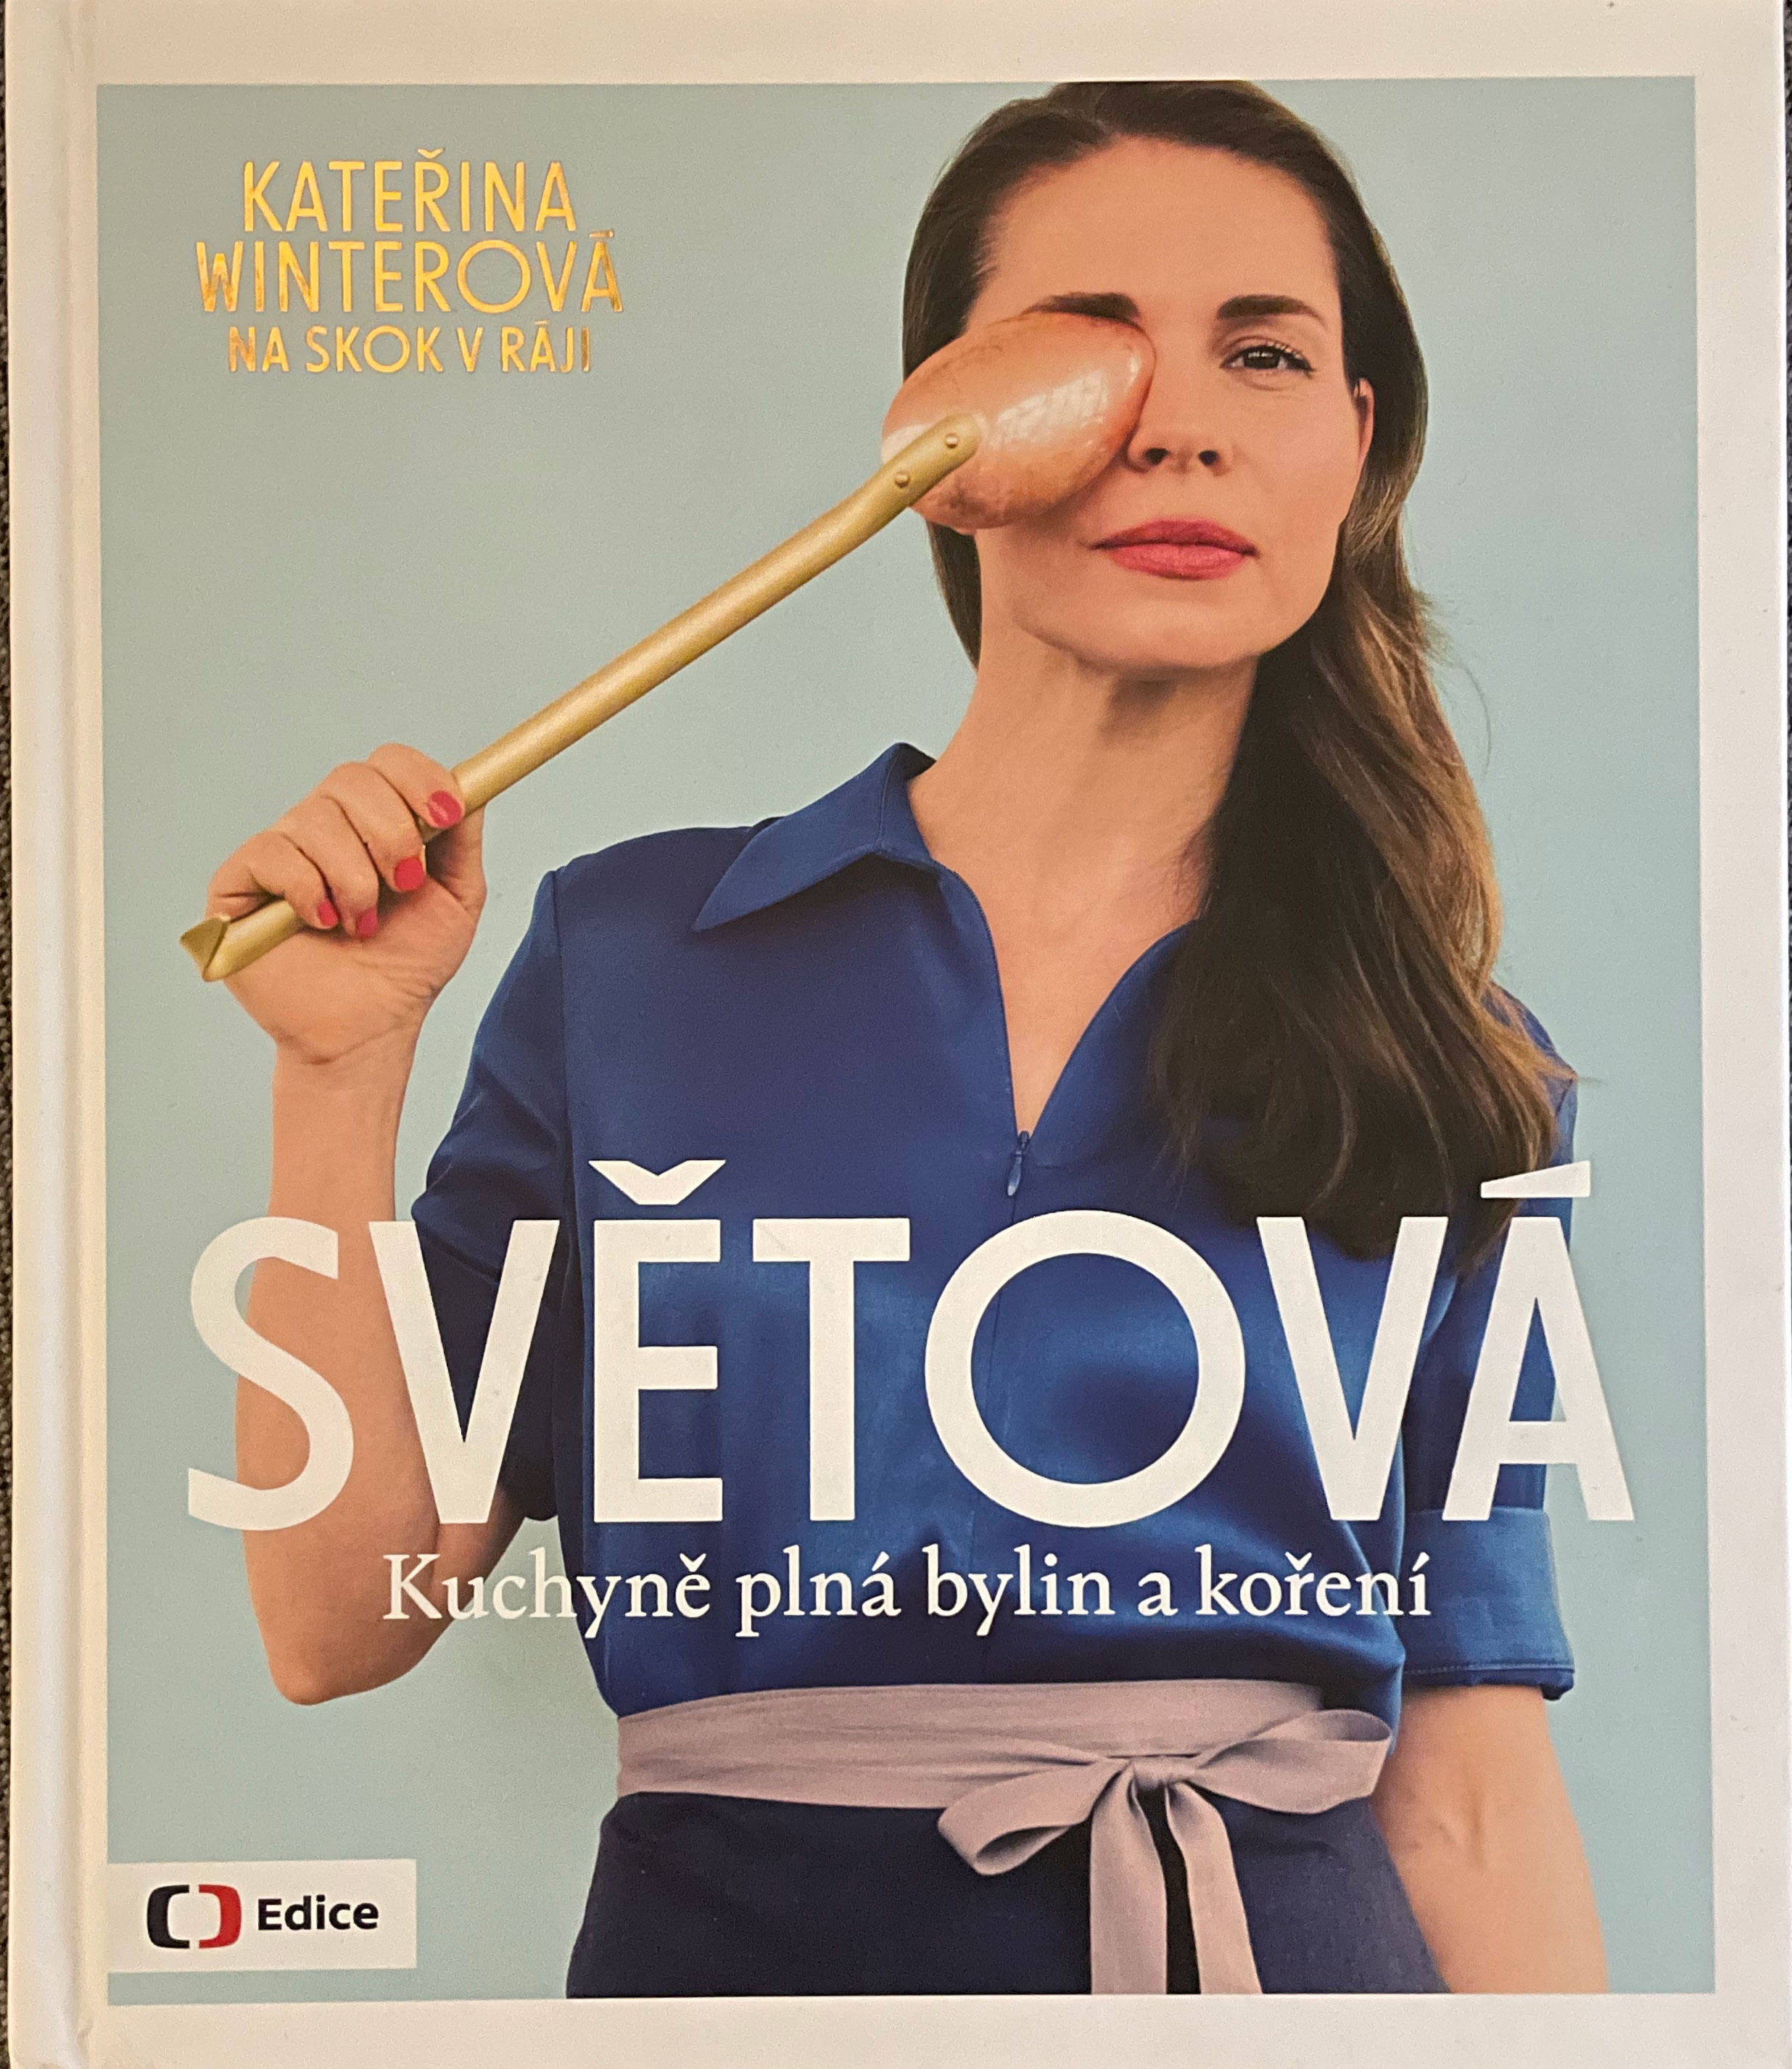 KATEŘINA
WINTEROVÁ
NA SKOK V RÁJI
SVĚTOVÁ
Kuchyně plná bylin a koření
Edice